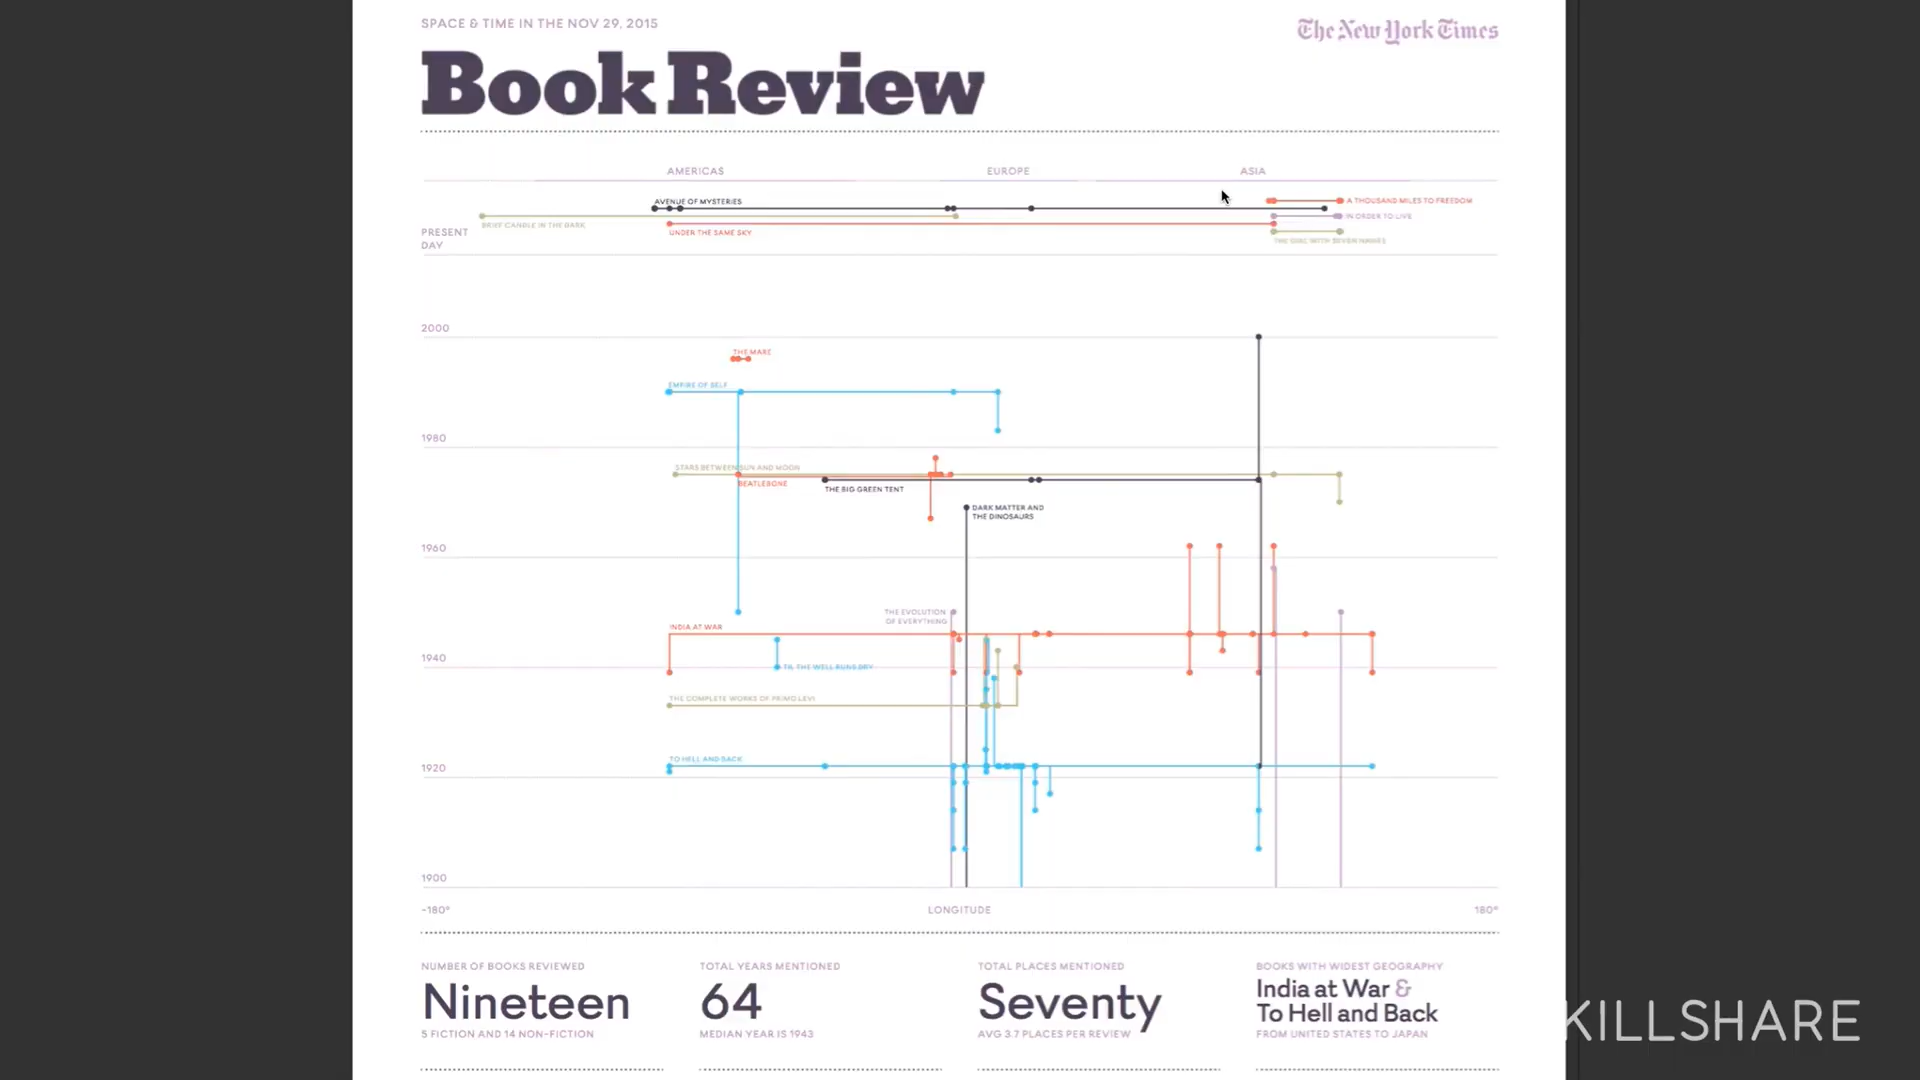 SPACE & TIME IN THE NOV 29, 2015
The New York Times
Book Review
AMERICAS
EUROPE
ASIA
AVENUE OF MYSTERIES
A THOUSAND MILES TO FREEDOM
IN ORDER TO LIVE
BRIEF CANDLE IN THE DARK
UNDER THE SAME SKY
PRESENT
DAY
THE GIRL WITH SEVEN NAMES
2000
THE MARE
EMPIRE OF SELF
1980
STARS BETWEEN SUN AND MOON
BEATLEBONE
THE BIG GREEN TENT
DARK MATTER AND
THE DINOSAURS
1960
THE EVOLUTION
OF EVERYTHING
INDIA AT WAR
1940
'TIL THE WELL RUNS DRY
THE COMPLETE WORKS OF PRIMO LEVI
TO HELL AND BACK
1920
1900
-180°
LONGITUDE
180°
NUMBER OF BOOKS REVIEWED
Nineteen
5 FICTION AND 14 NON-FICTION
TOTAL YEARS MENTIONED
64
MEDIAN YEAR IS 1943
TOTAL PLACES MENTIONED
Seventy
AVG 3.7 PLACES PER REVIEW
BOOKS WITH WIDEST GEOGRAPHY
India at War &
To Hell and Back
FROM UNITED STATES TO JAPAN
KILLSHARE